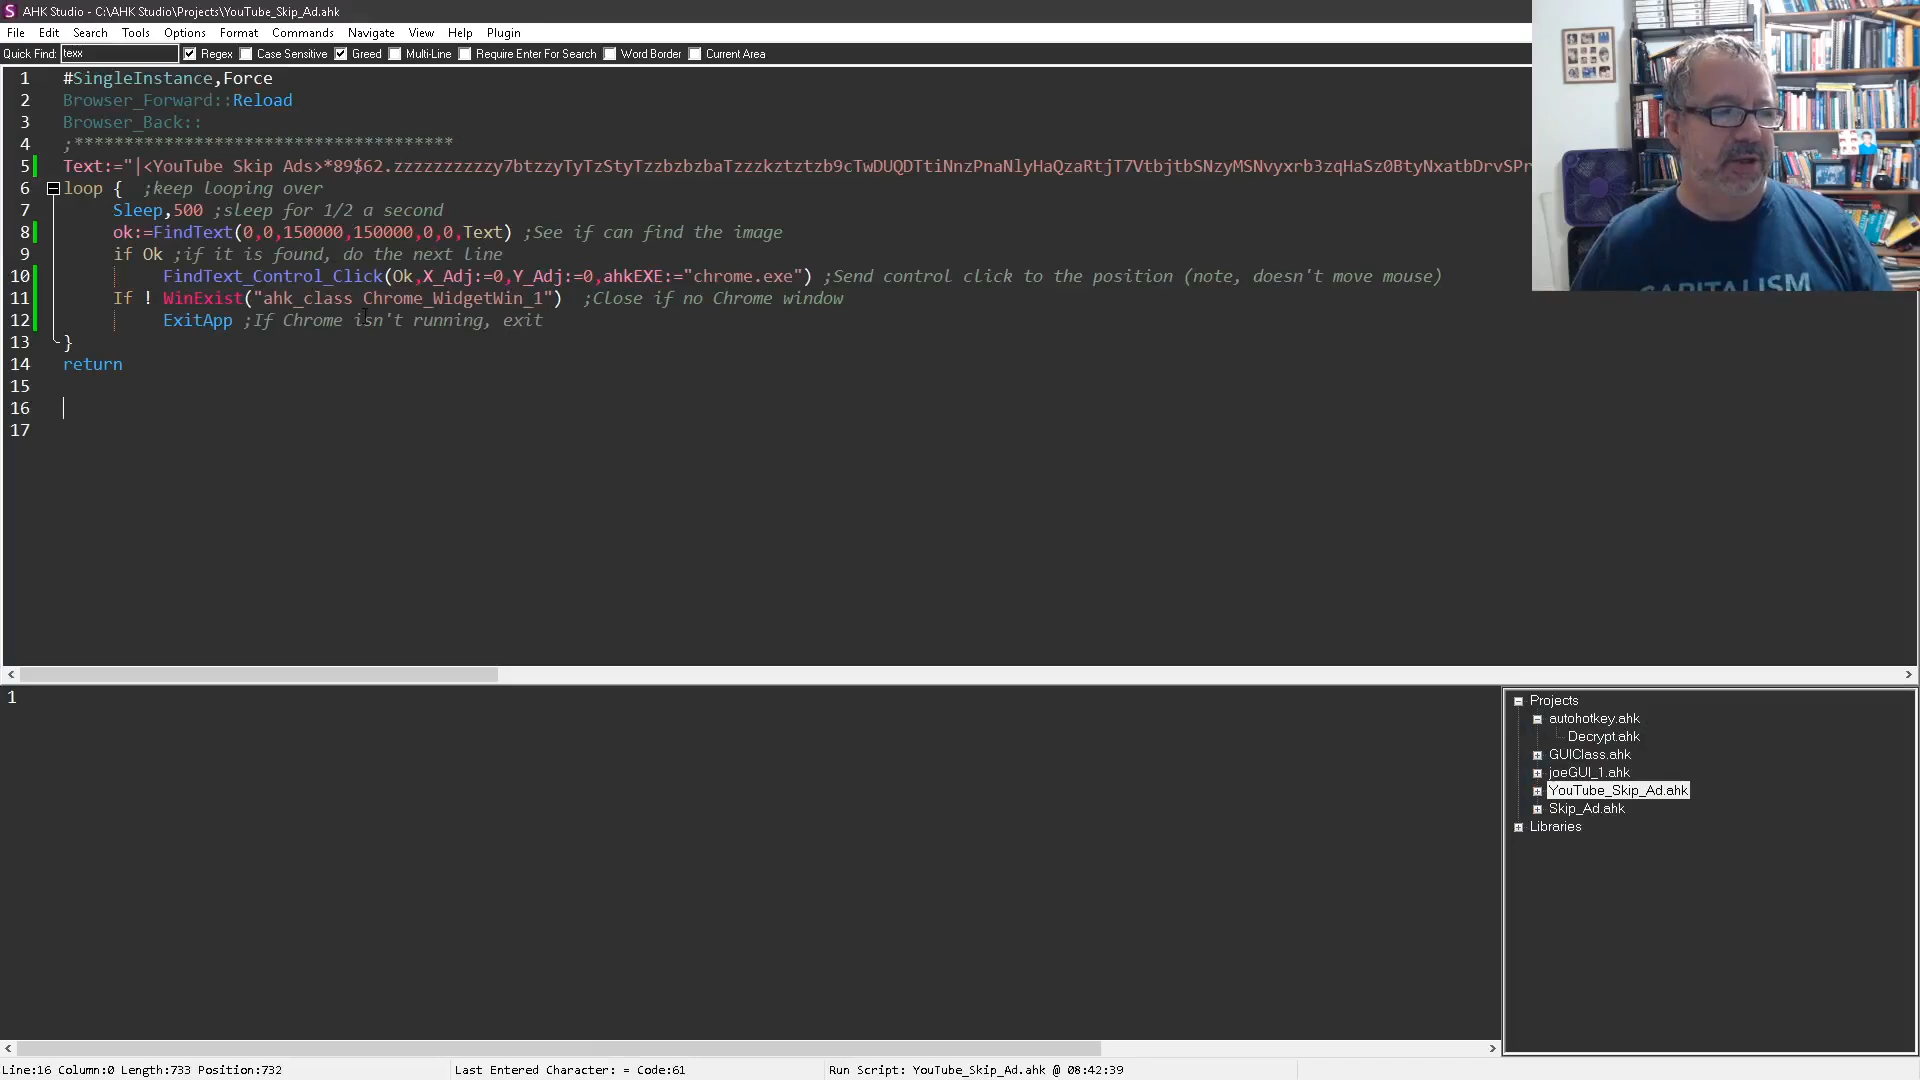 AHK Studio - C:\AHK Studio\Projects\YouTube_Skip_Ad.ahk
File Edit Search Tools Options Format Commands Navigate View Help Plugin
Quick Find: texx Regex Case Sensitive Greed Multi-Line Require Enter For Search Word Border Current Area
1 #SingleInstance,Force
2 Browser_Forward::Reload
3 Browser_Back::
4 ;**************************************
5 Text:="|<YouTube Skip Ads>*89$62.zzzzzzzzzzy7btzzyTyTzStyTzzbzbzbaTzzzkztztzb9cTwDUQDTtiNnzPnaNlyHaQzaRtjT7VtbjtbSNzyMSNvyxrb3zqHaSz0BtyNxatbDrvSPr
6 loop { ;keep looping over
7 Sleep,500 ;sleep for 1/2 a second
8 ok:=FindText(0,0,150000,150000,0,0,Text) ;See if can find the image
9 if Ok ;if it is found, do the next line
10 FindText_Control_Click(Ok,X_Adj:=0,Y_Adj:=0,ahkEXE:="chrome.exe") ;Send control click to the position (note, doesn't move mouse)
11 If ! WinExist("ahk_class Chrome_WidgetWin_1") ;Close if no Chrome window
12 ExitApp ;If Chrome isn't running, exit
13 }
14 return
15
16
17
CAPITALISM
1
Projects
autohotkey.ahk
Decrypt.ahk
GUIClass.ahk
joeGUI_1.ahk
YouTube_Skip_Ad.ahk
Skip_Ad.ahk
Libraries
Line:16 Column:0 Length:733 Position:732 Last Entered Character: = Code:61 Run Script: YouTube_Skip_Ad.ahk @ 08:42:39